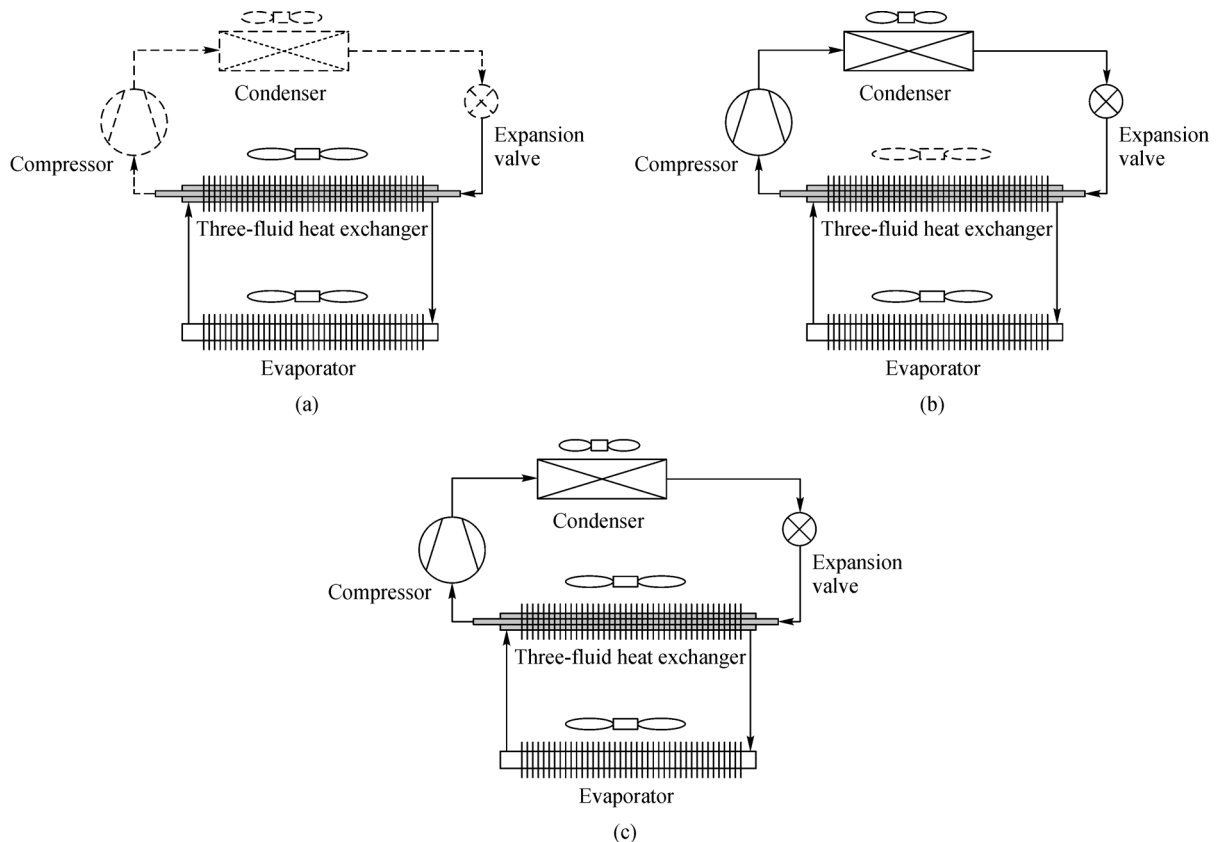 Condenser
Compressor
Expansion
valve
Three-fluid heat exchanger
Evaporator
(a)
Condenser
Compressor
Expansion
valve
Three-fluid heat exchanger
Evaporator
(b)
Condenser
Compressor
Expansion
valve
Three-fluid heat exchanger
Evaporator
(c)